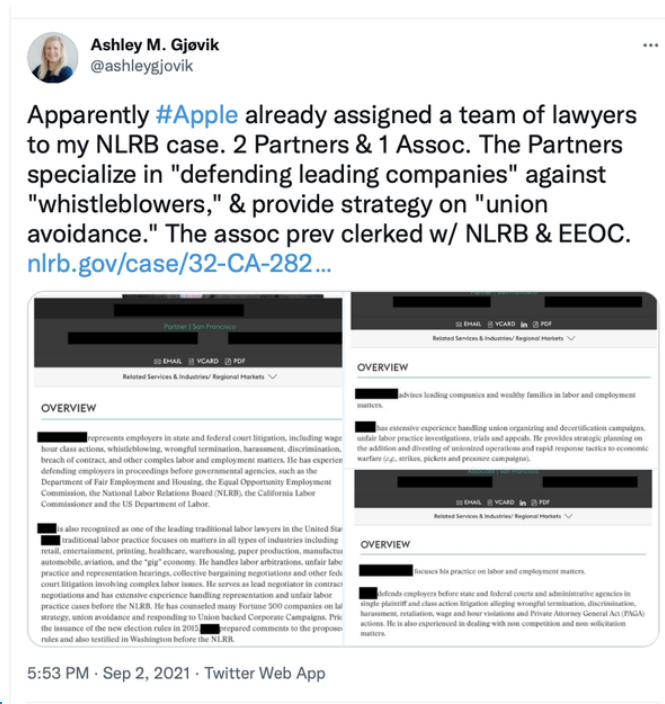 Ashley M. Gjøvik
@ashleygjovik
Apparently #Apple already assigned a team of lawyers
to my NLRB case. 2 Partners & 1 Assoc. The Partners
specialize in "defending leading companies" against
"whistleblowers," & provide strategy on "union
avoidance." The assoc prev clerked w/ NLRB & EEOC.
nlrb.gov/case/32-CA-282…
Partner | San Francisco
EMAIL VCARD PDF
Related Services & Industries/ Regional Markets
OVERVIEW
represents employers in state and federal court litigation, including wage
hour class actions, whistleblowing, wrongful termination, harassment, discrimination,
breach of contract, and other complex labor and employment matters. He has experien
defending employers in proceedings before governmental agencies, such as the
Department of Fair Employment and Housing, the Equal Opportunity Employment
Commission, the National Labor Relations Board (NLRB), the California Labor
Commissioner and the US Department of Labor.
is also recognized as one of the leading traditional labor lawyers in the United Sta
traditional labor practice focuses on matters in all types of industries including
retail, entertainment, printing, healthcare, warehousing, paper production, manufactu
automobile, aviation, and the "gig" economy. He handles labor arbitrations, unfair labo
practice and representation hearings, collective bargaining negotiations and other fede
court litigation involving complex labor issues. He serves as lead negotiator in contrac
negotiations and has extensive experience handling representation and unfair labor
practice cases before the NLRB. He has counseled many Fortune 500 companies on lal
strategy, union avoidance and responding to Union backed Corporate Campaigns. Prio
the issuance of the new election rules in 2015, prepared comments to the propose
rules and also testified in Washington before the NLRB.
EMAIL VCARD in PDF
Related Services & Industries/ Regional Markets
OVERVIEW
advises leading companies and wealthy families in labor and employment
matters.
has extensive experience handling union organizing and decertification campaigns,
unfair labor practice investigations, trials and appeals. He provides strategic planning on
the addition and divesting of unionized operations and rapid response tactics to economic
warfare (e.g., strikes, pickets and pressure campaigns).
Associate | San Francisco
EMAIL VCARD in PDF
Related Services & Industries/ Regional Markets
OVERVIEW
focuses his practice on labor and employment matters.
defends employers before state and federal courts and administrative agencies in
single-plaintiff and class action litigation alleging wrongful termination, discrimination,
harassment, retaliation, wage and hour violations and Private Attorney General Act (PAGA)
actions. He is also experienced in dealing with non-competition and non-solicitation
matters.
5:53 PM · Sep 2, 2021 · Twitter Web App